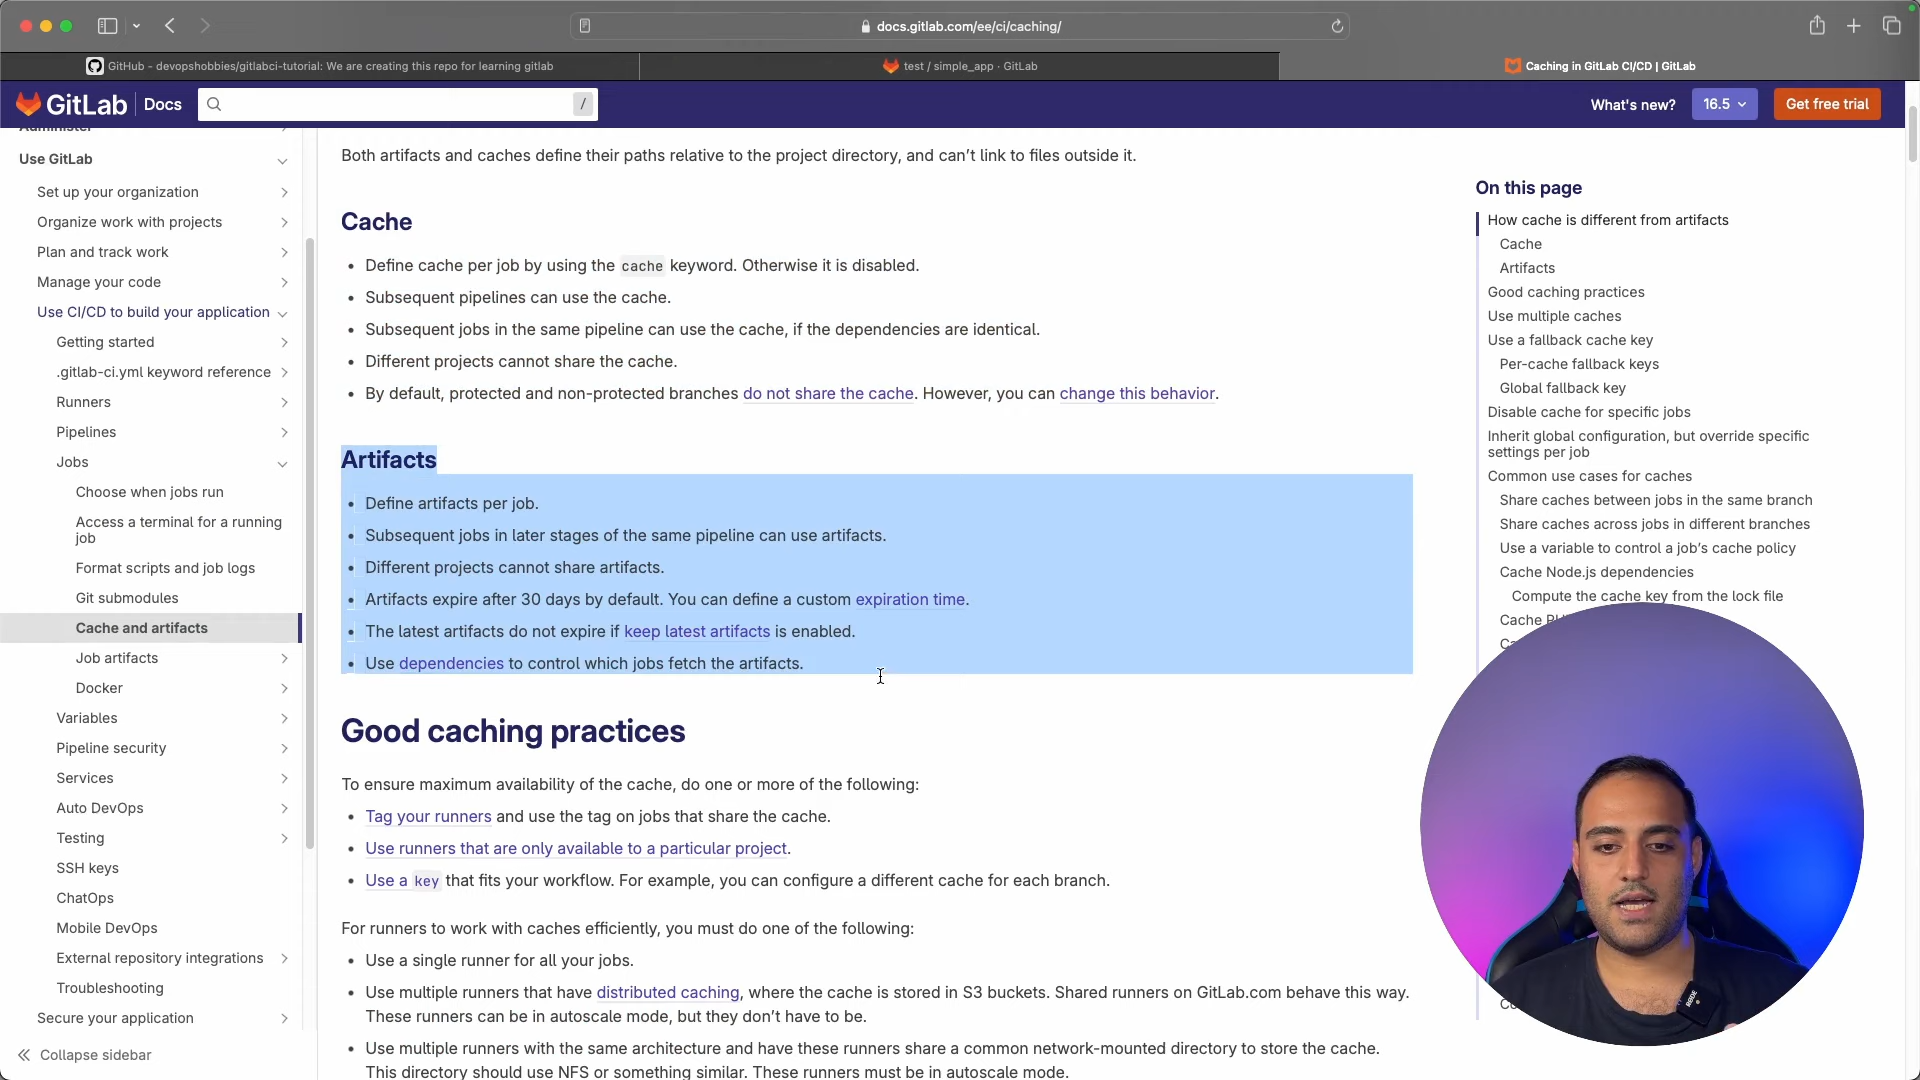 docs.gitlab.com/ee/ci/caching/
GitHub - devopshobbies/gitlabci-tutorial: We are creating this repo for learning gitlab
test / simple_app · GitLab
Caching in GitLab CI/CD | GitLab
GitLab Docs
/
What's new?
16.5
Get free trial
Administer
Use GitLab
Set up your organization
Organize work with projects
Plan and track work
Manage your code
Use CI/CD to build your application
Getting started
.gitlab-ci.yml keyword reference
Runners
Pipelines
Jobs
Choose when jobs run
Access a terminal for a running
job
Format scripts and job logs
Git submodules
Cache and artifacts
Job artifacts
Docker
Variables
Pipeline security
Services
Auto DevOps
Testing
SSH keys
ChatOps
Mobile DevOps
External repository integrations
Troubleshooting
Secure your application
Collapse sidebar
Both artifacts and caches define their paths relative to the project directory, and can’t link to files outside it.
Cache
• Define cache per job by using the cache keyword. Otherwise it is disabled.
• Subsequent pipelines can use the cache.
• Subsequent jobs in the same pipeline can use the cache, if the dependencies are identical.
• Different projects cannot share the cache.
• By default, protected and non-protected branches do not share the cache. However, you can change this behavior.
Artifacts
• Define artifacts per job.
• Subsequent jobs in later stages of the same pipeline can use artifacts.
• Different projects cannot share artifacts.
• Artifacts expire after 30 days by default. You can define a custom expiration time.
• The latest artifacts do not expire if keep latest artifacts is enabled.
• Use dependencies to control which jobs fetch the artifacts.
Good caching practices
To ensure maximum availability of the cache, do one or more of the following:
• Tag your runners and use the tag on jobs that share the cache.
• Use runners that are only available to a particular project.
• Use a key that fits your workflow. For example, you can configure a different cache for each branch.
For runners to work with caches efficiently, you must do one of the following:
• Use a single runner for all your jobs.
• Use multiple runners that have distributed caching, where the cache is stored in S3 buckets. Shared runners on GitLab.com behave this way.
These runners can be in autoscale mode, but they don’t have to be.
• Use multiple runners with the same architecture and have these runners share a common network-mounted directory to store the cache.
This directory should use NFS or something similar. These runners must be in autoscale mode.
On this page
How cache is different from artifacts
Cache
Artifacts
Good caching practices
Use multiple caches
Use a fallback cache key
Per-cache fallback keys
Global fallback key
Disable cache for specific jobs
Inherit global configuration, but override specific
settings per job
Common use cases for caches
Share caches between jobs in the same branch
Share caches across jobs in different branches
Use a variable to control a job’s cache policy
Cache Node.js dependencies
Compute the cache key from the lock file
Cache
RODE